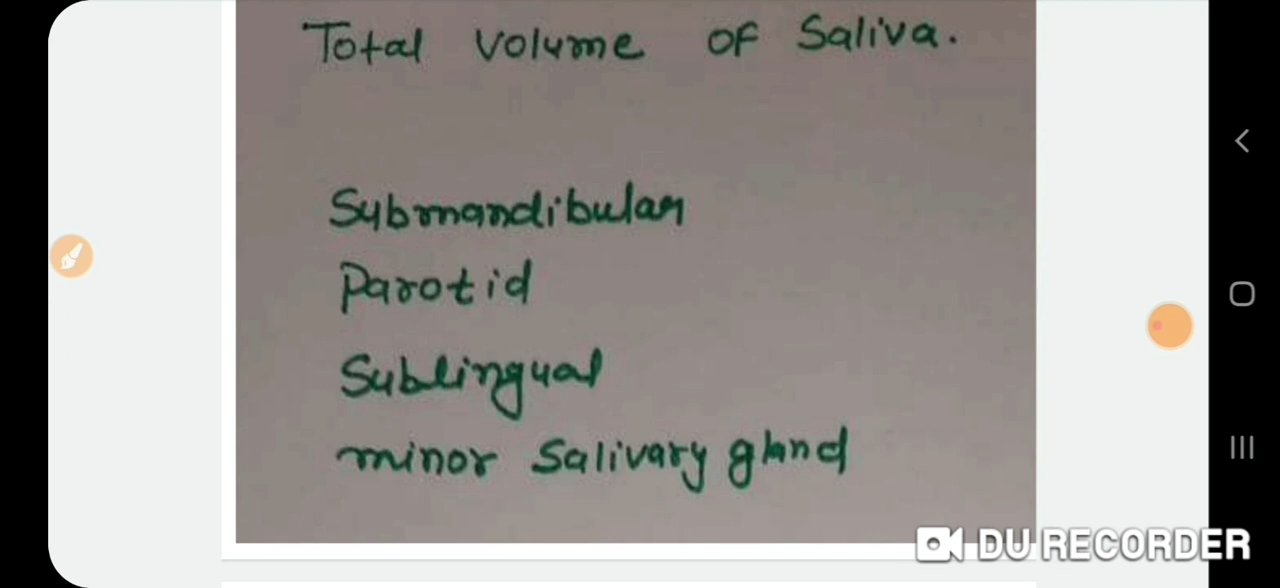 Total volume of Saliva.
Submandibular
Parotid
Sublingual
minor Salivary gland
DU RECORDER